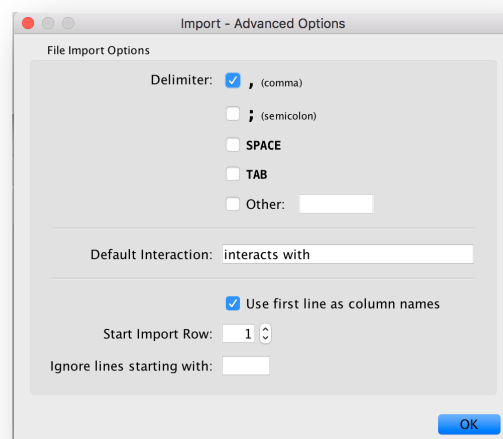 Import - Advanced Options
File Import Options
Delimiter: , (comma)
; (semicolon)
SPACE
TAB
Other:
Default Interaction: interacts with
Use first line as column names
Start Import Row: 1
Ignore lines starting with:
OK